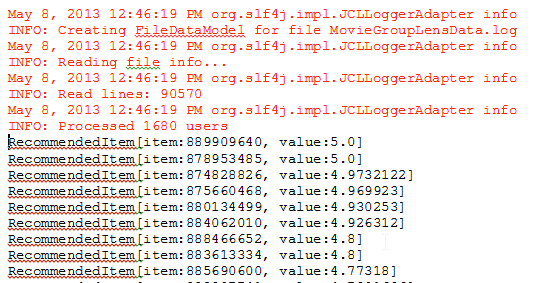 May 8, 2013 12:46:19 PM org.slf4j.impl.JCLLoggerAdapter info
INFO: Creating FileDataModel for file MovieGroupLensData.log
May 8, 2013 12:46:19 PM org.slf4j.impl.JCLLoggerAdapter info
INFO: Reading file info...
May 8, 2013 12:46:19 PM org.slf4j.impl.JCLLoggerAdapter info
INFO: Read lines: 90570
May 8, 2013 12:46:19 PM org.slf4j.impl.JCLLoggerAdapter info
INFO: Processed 1680 users
RecommendedItem[item:889909640, value:5.0]
RecommendedItem[item:878953485, value:5.0]
RecommendedItem[item:874828826, value:4.9732122]
RecommendedItem[item:875660468, value:4.969923]
RecommendedItem[item:880134499, value:4.930253]
RecommendedItem[item:884062010, value:4.926312]
RecommendedItem[item:888466652, value:4.8]
RecommendedItem[item:883613334, value:4.8]
RecommendedItem[item:885690600, value:4.77318]